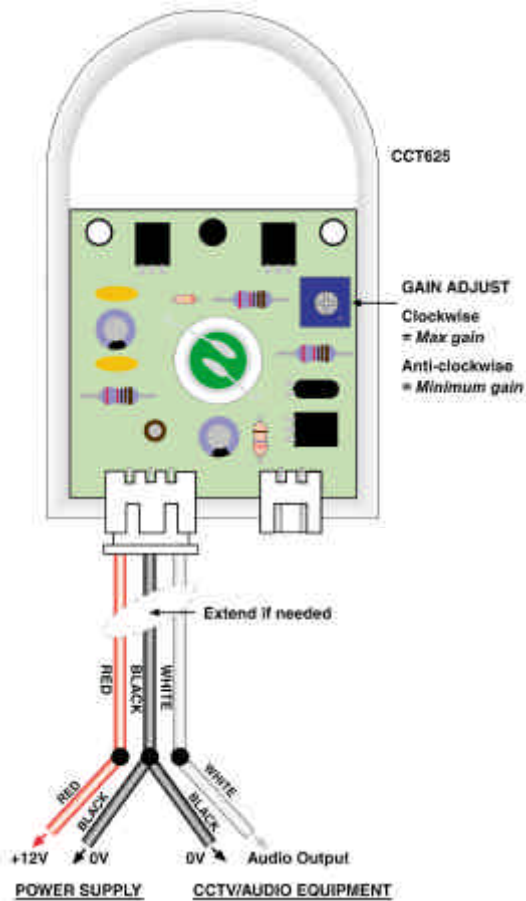 CCT625
GAIN ADJUST
Clockwise
= Max gain
Anti-clockwise
= Minimum gain
Extend if needed
RED
BLACK
WHITE
RED
BLACK
BLACK
WHITE
+12V
0V
0V
Audio Output
POWER SUPPLY
CCTV/AUDIO EQUIPMENT